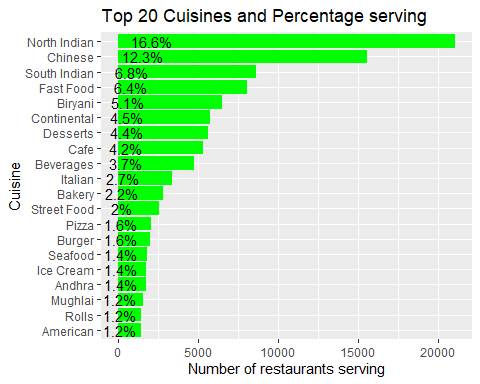 Top 20 Cuisines and Percentage serving
North Indian 16.6%
Chinese 12.3%
South Indian 6.8%
Fast Food 6.4%
Biryani 5.1%
Continental 4.5%
Desserts 4.4%
Cafe 4.2%
Beverages 3.7%
Italian 2.7%
Bakery 2.2%
Street Food 2%
Pizza 1.6%
Burger 1.6%
Seafood 1.4%
Ice Cream 1.4%
Andhra 1.4%
Mughlai 1.2%
Rolls 1.2%
American 1.2%
Cuisine
0 5000 10000 15000 20000
Number of restaurants serving